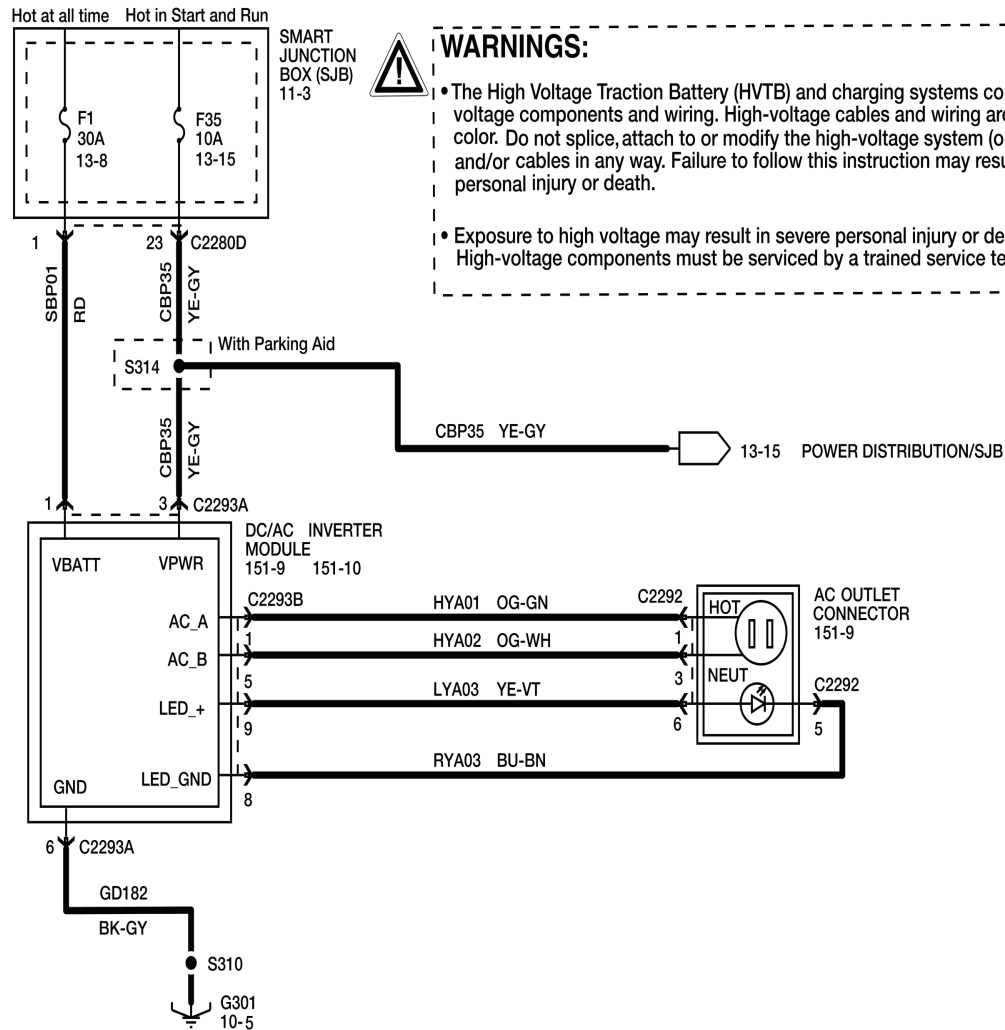 Hot at all time Hot in Start and Run
SMART
JUNCTION
BOX (SJB)
11-3
F1
30A
13-8
F35
10A
13-15
WARNINGS:
• The High Voltage Traction Battery (HVTB) and charging systems co
voltage components and wiring. High-voltage cables and wiring are
color. Do not splice, attach to or modify the high-voltage system (o
and/or cables in any way. Failure to follow this instruction may resu
personal injury or death.
• Exposure to high voltage may result in severe personal injury or de
High-voltage components must be serviced by a trained service te
1
23 C2280D
SBP01
RD
CBP35
YE-GY
With Parking Aid
S314
CBP35
YE-GY
CBP35 YE-GY
13-15 POWER DISTRIBUTION/SJB
1
3 C2293A
DC/AC INVERTER
MODULE
151-9 151-10
VBATT VPWR
AC_A
AC_B
LED_+
LED_GND
GND
C2293B
1
5
9
8
HYA01 OG-GN
HYA02 OG-WH
LYA03 YE-VT
RYA03 BU-BN
C2292
1
3
6
HOT
NEUT
AC OUTLET
CONNECTOR
151-9
C2292
5
6 C2293A
GD182
BK-GY
S310
G301
10-5